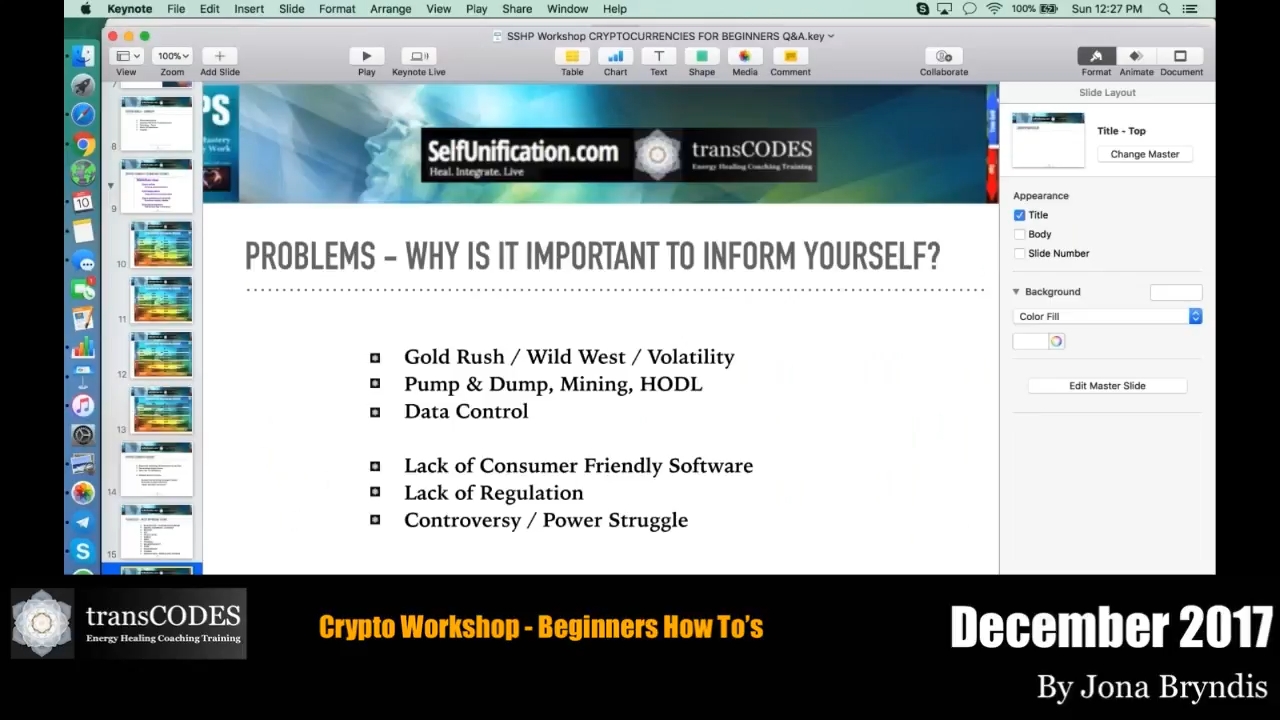 Keynote File Edit Insert Slide Format Arrange View Play Share Window Help 100% Sun 12:27 PM
SSHP Workshop CRYPTOCURRENCIES FOR BEGINNERS Q&A.key
100%
View Zoom Add Slide Play Keynote Live Table Chart Text Shape Media Comment Collaborate Format Animate Document
Slide Layout
Title - Top
Change Master
Appearance
Title
Body
Slide Number
Background
Color Fill
Edit Master Slide
7
8
9
10
11
12
13
14
15
10
PS
Mastery
Work
SelfUnification.com
Heal. Integrate. Live
transCODES
Energy Healing Coaching Training
PROBLEMS - WHY IS IT IMPORTANT TO INFORM YOURSELF?
Gold Rush / Wild West / Volatility
Pump & Dump, Mining, HODL
Data Control
Lack of Consumer Friendly Software
Lack of Regulation
Controversy / Power Struggle
transCODES
Energy Healing Coaching Training
Crypto Workshop - Beginners How To's
December 2017
By Jona Bryndis